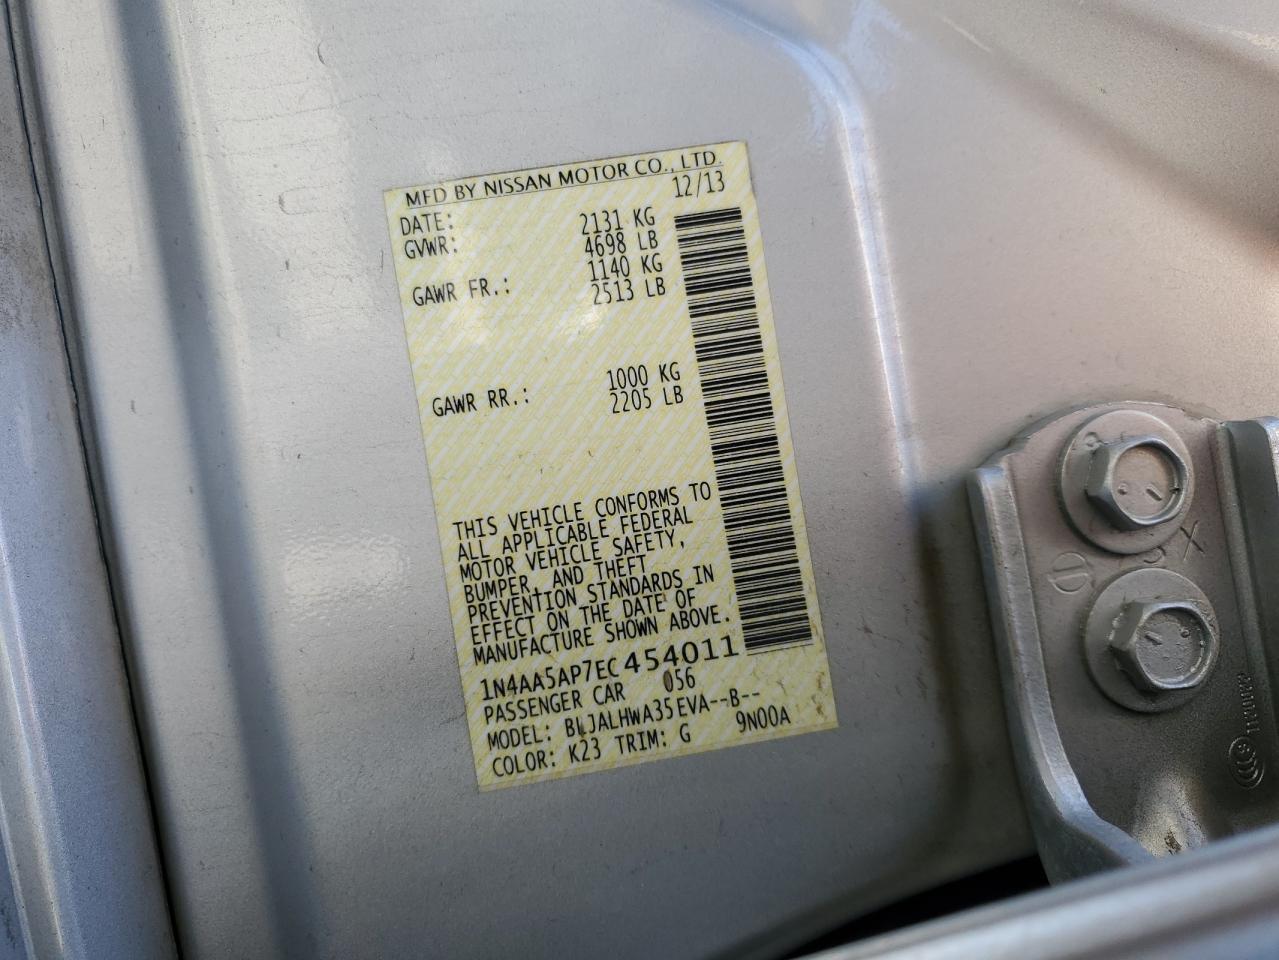 MFD BY NISSAN MOTOR CO., LTD.
DATE: 12/13
GVWR: 2131 KG
4698 LB
GAWR FR.: 1140 KG
2513 LB
GAWR RR.: 1000 KG
2205 LB
THIS VEHICLE CONFORMS TO
ALL APPLICABLE FEDERAL
MOTOR VEHICLE SAFETY,
BUMPER, AND THEFT
PREVENTION STANDARDS IN
EFFECT ON THE DATE OF
MANUFACTURE SHOWN ABOVE.
1N4AA5AP7EC454011
PASSENGER CAR 056
MODEL: BLJALHWA35EVA--B--
COLOR: K23 TRIM: G 9N00A